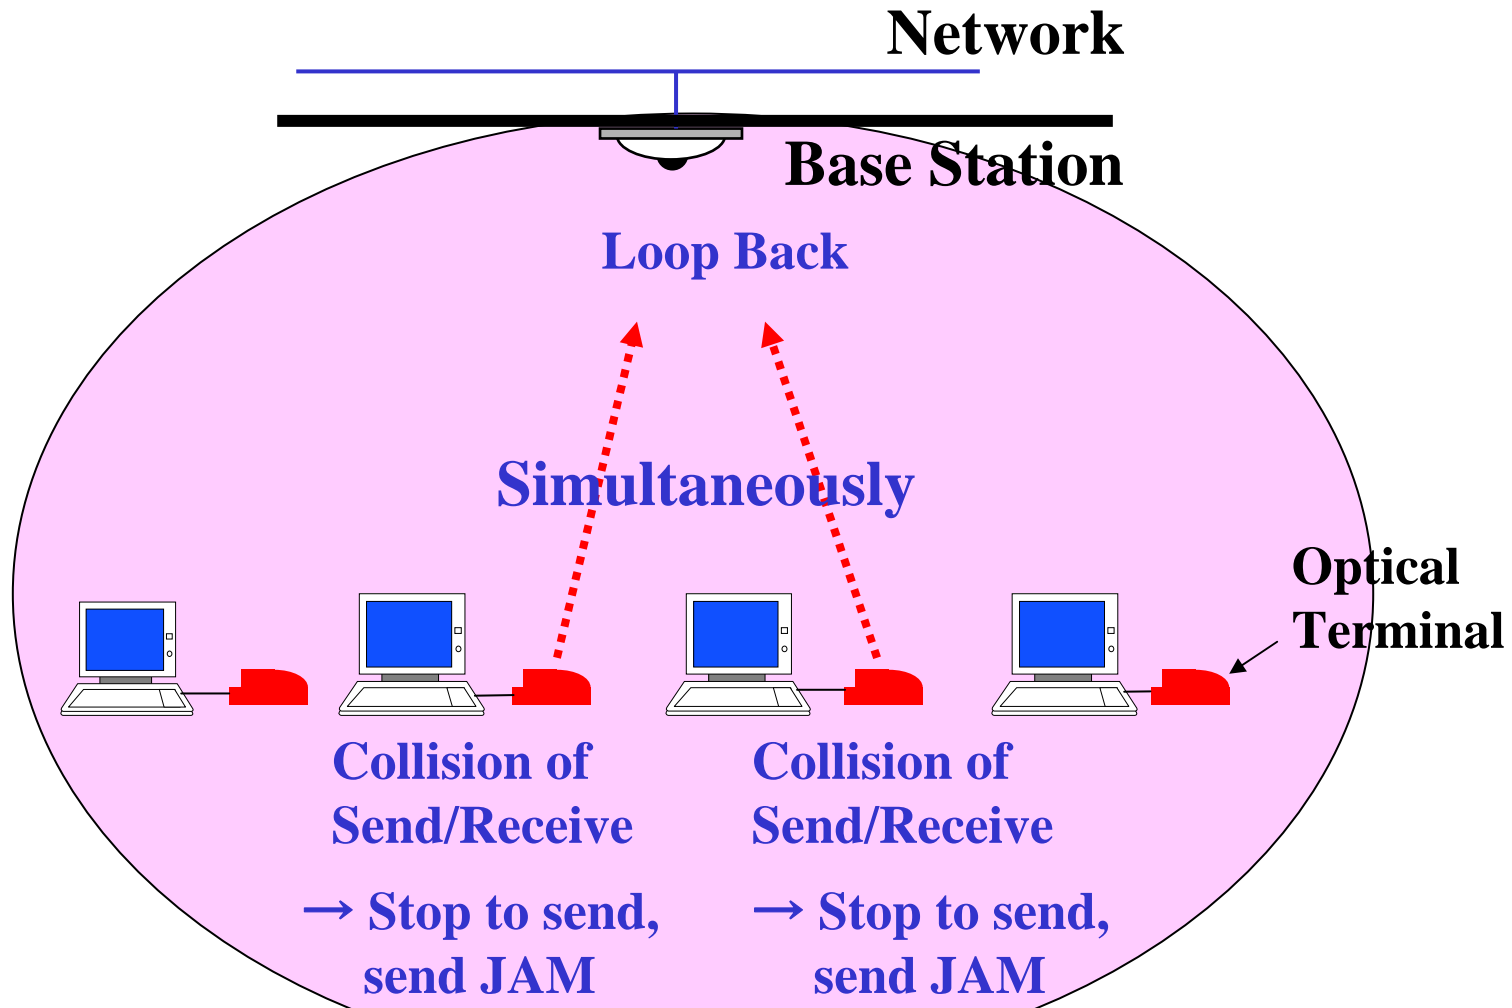 Network
Base Station
Loop Back
Simultaneously
Optical
Terminal
Collision of
Send/Receive
→ Stop to send,
send JAM
Collision of
Send/Receive
→ Stop to send,
send JAM